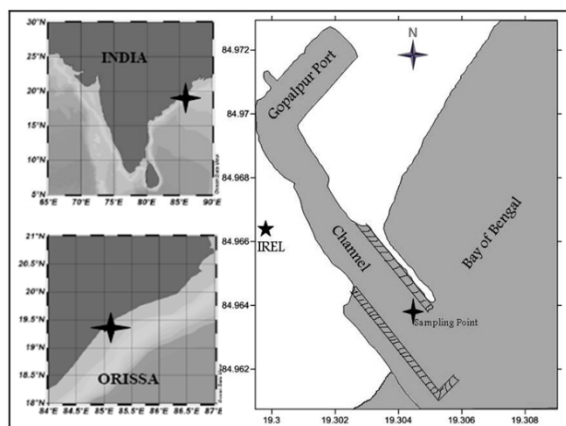 30°N
25°N
20°N
15°N
10°N
5°N
INDIA
65°E 70°E 75°E 80°E 85°E 90°E
21°N
20.5°N
20°N
19.5°N
19°N
18.5°N
18°N
ORISSA
84°E 84.5°E 85°E 85.5°E 86°E 86.5°E 87°E
84.972
84.97
84.968
84.966
84.964
84.962
N
Gopalpur Port
IREL
Channel
Bay of Bengal
Sampling Point
19.3 19.302 19.304 19.306 19.308 19.31